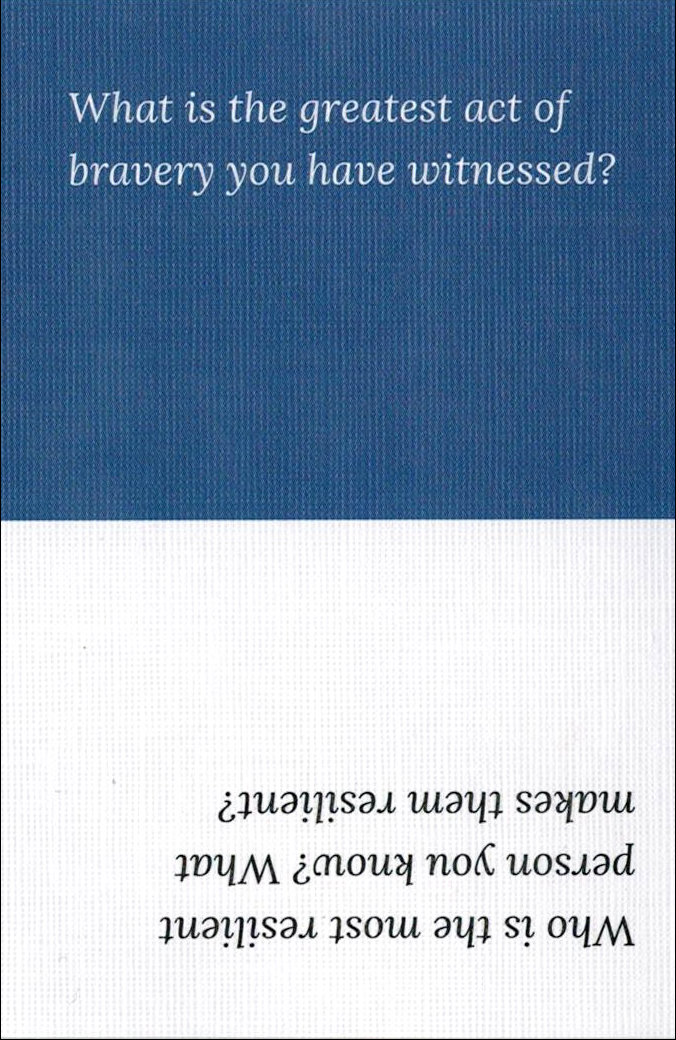 What is the greatest act of
bravery you have witnessed?
Who is the most resilient
person you know? What
makes them resilient?